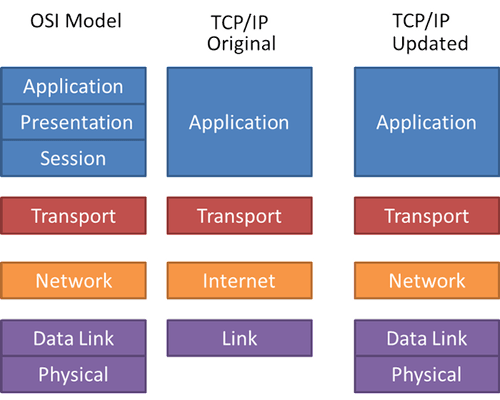 OSI Model
TCP/IP
Original
TCP/IP
Updated
Application
Presentation
Session
Application
Application
Transport
Transport
Transport
Network
Internet
Network
Data Link
Physical
Link
Data Link
Physical